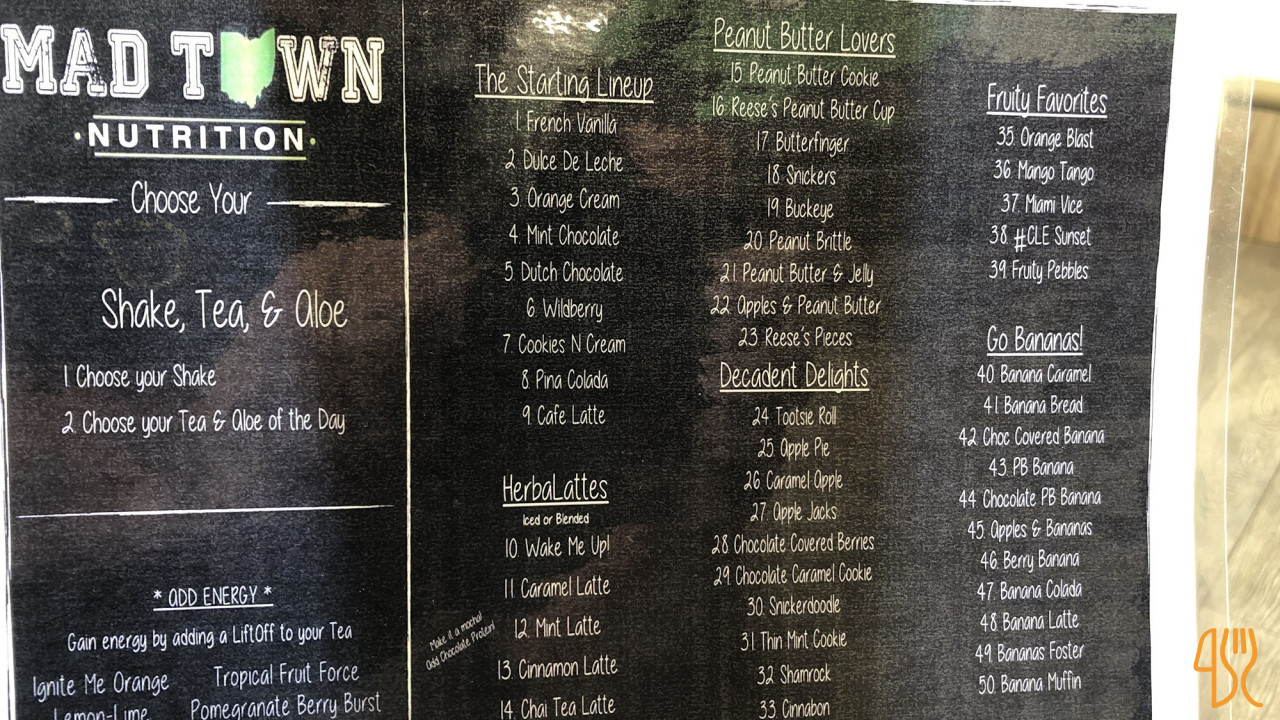 MAD TOWN
NUTRITION
Choose Your
Shake, Tea, & Aloe
1 Choose your Shake
2. Choose your Tea & Aloe of the Day
* ADD ENERGY *
Gain energy by adding a LiftOff to your Tea
Ignite Me Orange
Tropical Fruit Force
Lemon-Lime
Pomegranate Berry Burst
The Starting Lineup
1. French Vanilla
2. Dulce De Leche
3. Orange Cream
4. Mint Chocolate
5. Dutch Chocolate
6. Wildberry
7. Cookies N Cream
8. Pina Colada
9. Cafe Latte
HerbaLattes
Iced or Blended
10. Wake Me Up!
11. Caramel Latte
Make it a mocha!
Add Chocolate Protein!
12. Mint Latte
13. Cinnamon Latte
14. Chai Tea Latte
Peanut Butter Lovers
15 Peanut Butter Cookie
16. Reese's Peanut Butter Cup
17. Butterfinger
18. Snickers
19. Buckeye
20. Peanut Brittle
21. Peanut Butter & Jelly
22. Apples & Peanut Butter
23. Reese's Pieces
Decadent Delights
24. Tootsie Roll
25. Apple Pie
26. Caramel Apple
27. Apple Jacks
28. Chocolate Covered Berries
29. Chocolate Caramel Cookie
30. Snickerdoodle
31. Thin Mint Cookie
32. Shamrock
33. Cinnabon
Fruity Favorites
35. Orange Blast
36. Mango Tango
37. Miami Vice
38. #CLE Sunset
39. Fruity Pebbles
Go Bananas!
40. Banana Caramel
41. Banana Bread
42. Choc Covered Banana
43. PB Banana
44. Chocolate PB Banana
45. Apples & Bananas
46. Berry Banana
47. Banana Colada
48. Banana Latte
49. Bananas Foster
50. Banana Muffin